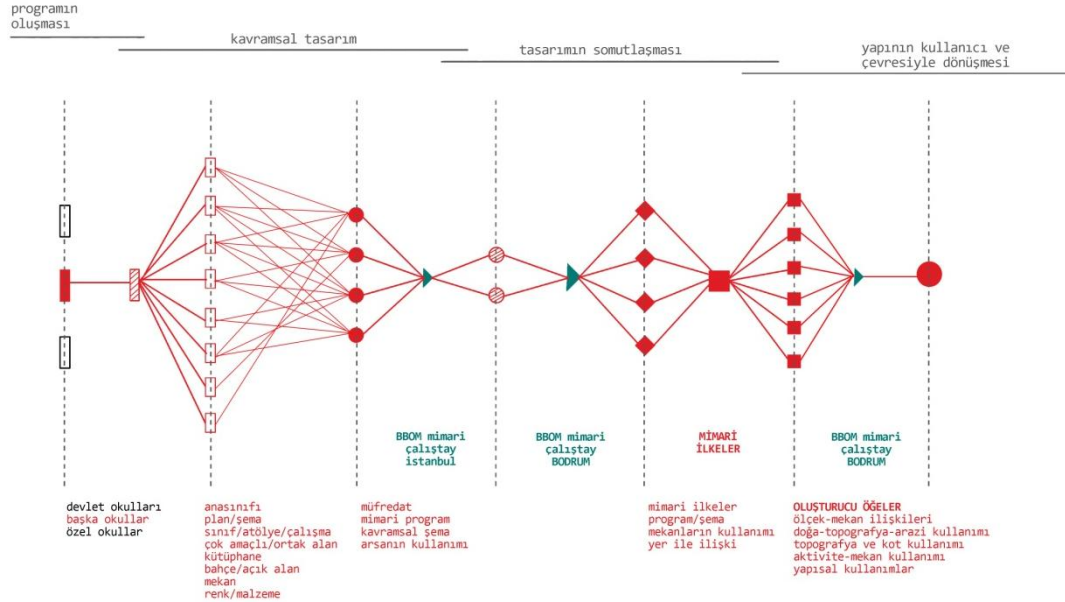 programın
oluşması
kavramsal tasarım
tasarımın somutlaşması
yapının kullanıcı ve
çevresiyle dönüşmesi
BBOM mimari
çalıştay
istanbul
BBOM mimari
çalıştay
BODRUM
MİMARİ
İLKELER
BBOM mimari
çalıştay
BODRUM
devlet okulları
başka okullar
özel okullar
anasınıfı
plan/şema
sınıf/atölye/çalışma
çok amaçlı/ortak alan
kütüphane
bahçe/açık alan
mekan
renk/malzeme
müfredat
mimari program
kavramsal şema
arsanın kullanımı
mimari ilkeler
program/şema
mekanların kullanımı
yer ile ilişki
OLUŞTURUCU ÖĞELER
ölçek-mekan ilişkileri
doğa-topografya-arazi kullanımı
topografya ve kot kullanımı
aktivite-mekan kullanımı
yapısal kullanımlar